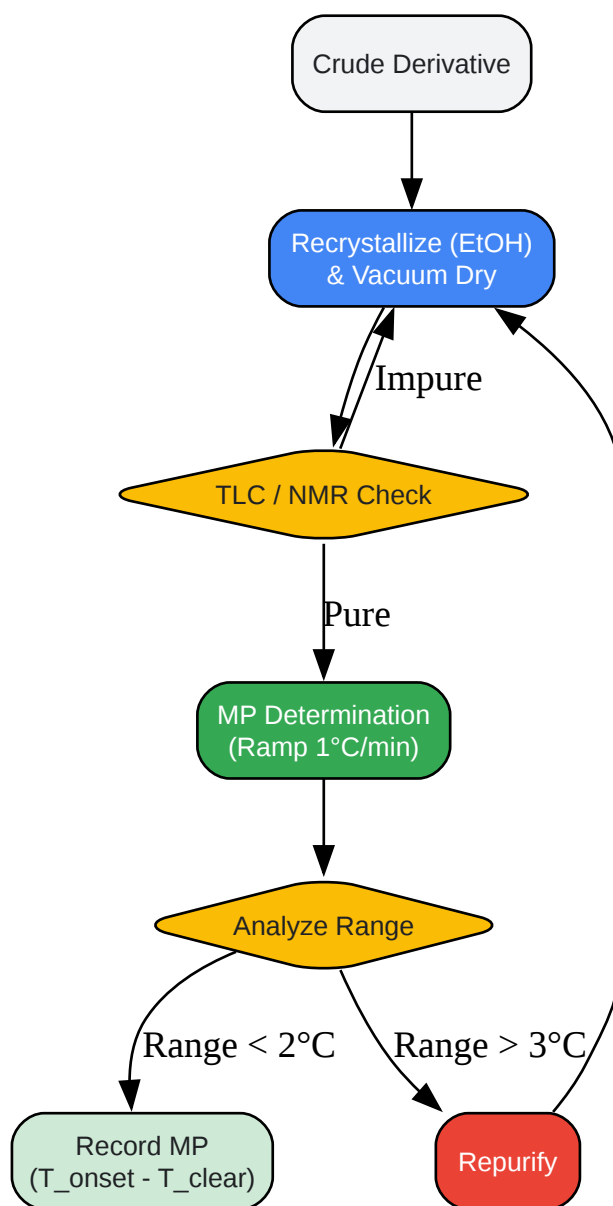 Crude Derivative
Recrystallize (EtOH)
& Vacuum Dry
Impure
TLC / NMR Check
Pure
MP Determination
(Ramp 1°C/min)
Analyze Range
Range < 2°C
Range > 3°C
Record MP
(T_onset - T_clear)
Repurify